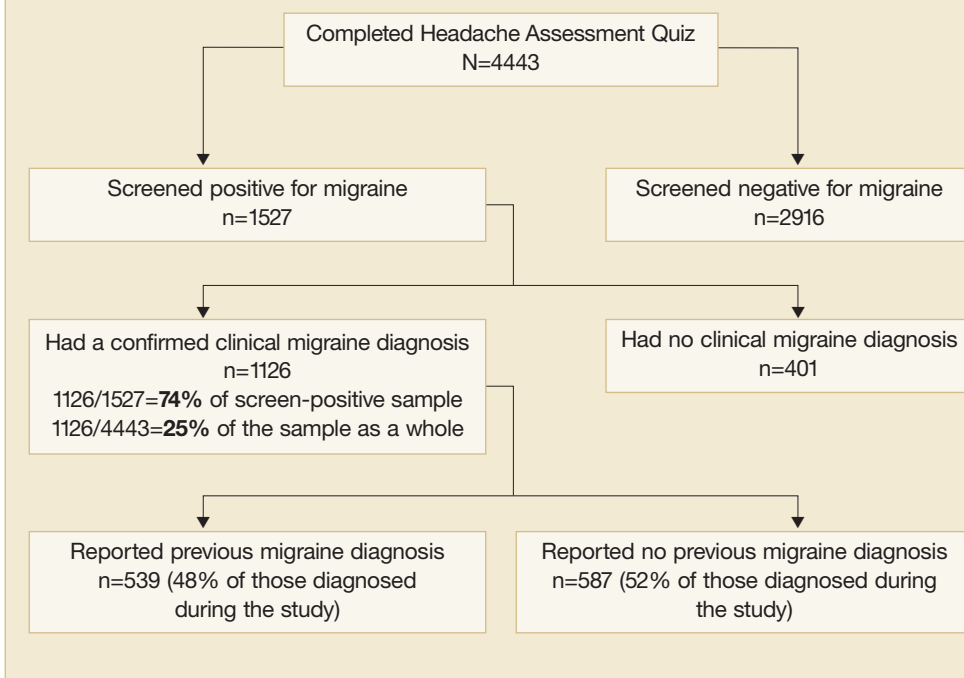 Completed Headache Assessment Quiz
N=4443
Screened positive for migraine
n=1527
Screened negative for migraine
n=2916
Had a confirmed clinical migraine diagnosis
n=1126
1126/1527=74% of screen-positive sample
1126/4443=25% of the sample as a whole
Had no clinical migraine diagnosis
n=401
Reported previous migraine diagnosis
n=539 (48% of those diagnosed
during the study)
Reported no previous migraine diagnosis
n=587 (52% of those diagnosed during
the study)